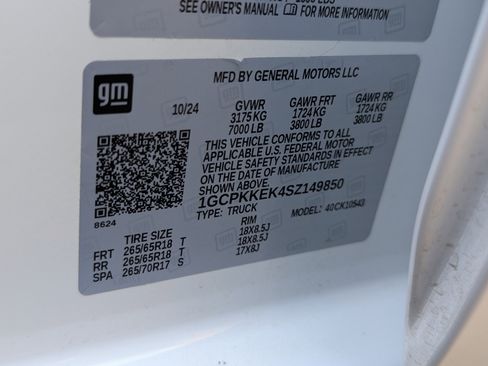 SEE OWNER'S MANUAL FOR MORE INFORMATION
gm
MFD BY GENERAL MOTORS LLC
10/24 GVWR GAWR FRT GAWR RR
3175 KG 1724 KG 1724 KG
7000 LB 3800 LB 3800 LB
THIS VEHICLE CONFORMS TO ALL
APPLICABLE U.S. FEDERAL MOTOR
VEHICLE SAFETY STANDARDS IN EFFECT
ON THE DATE OF MANUFACTURE SHOWN
ABOVE.
1GCPKKEK4SZ149850
TYPE: TRUCK 40CK10543
8624
TIRE SIZE RIM
FRT 265/65R18 T 18X8.5J
RR 265/65R18 T 18X8.5J
SPA 265/70R17 S 17X8J